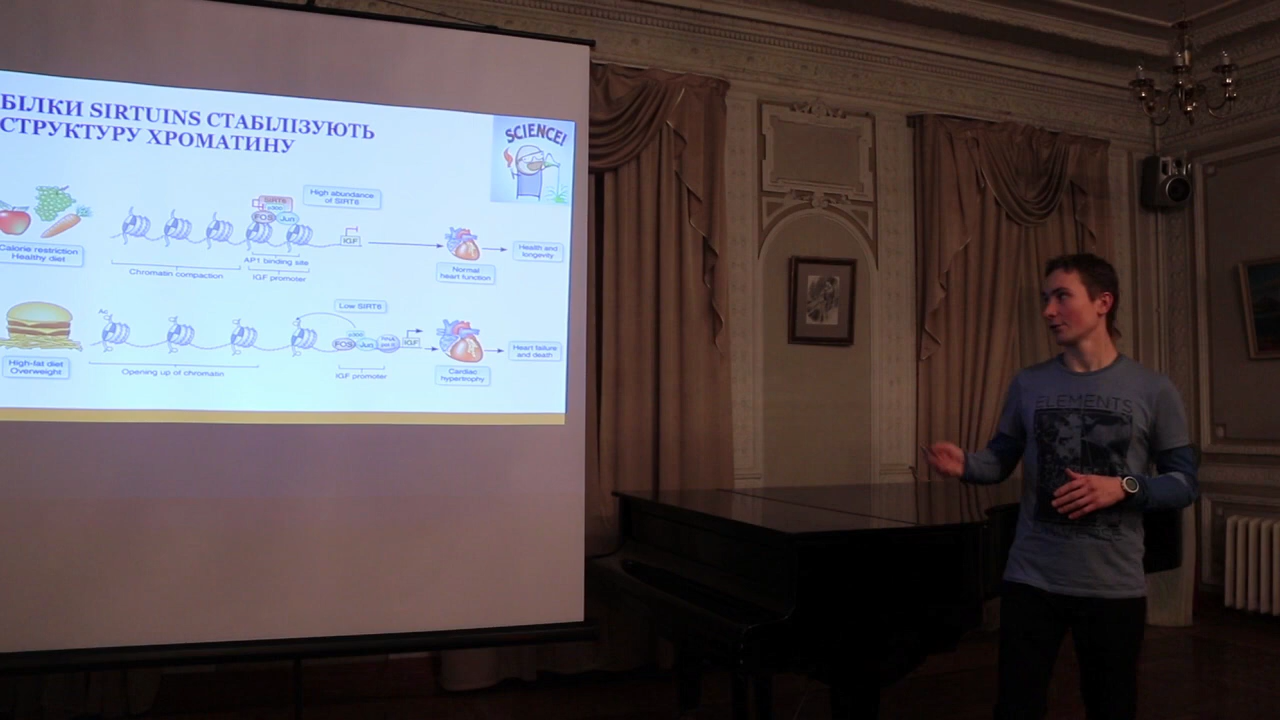 БІЛКИ SIRTUINS СТАБІЛІЗУЮТЬ
СТРУКТУРУ ХРОМАТИНУ
SCIENCE!
Calorie restriction
Healthy diet
Chromatin compaction
SIRT6
FOS Jun
AP1 binding site
IGF promoter
High abundance
of SIRT6
IGF
Normal
heart function
Health and
longevity
High-fat diet
Overweight
Ac
Opening up of chromatin
Low SIRT6
FOS Jun
IGF
IGF promoter
Cardiac
hypertrophy
Heart failure
and death
ELEMENTS